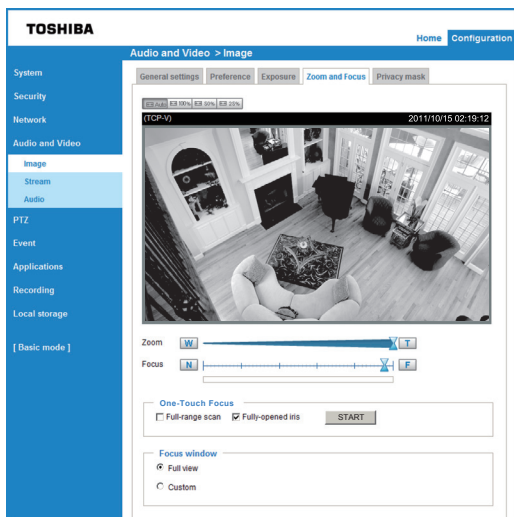 TOSHIBA
Home Configuration
Audio and Video > Image
System
Security
Network
Audio and Video
Image
Stream
Audio
PTZ
Event
Applications
Recording
Local storage
[ Basic mode ]
General settings Preference Exposure Zoom and Focus Privacy mask
Auto 100% 50% 25%
(TCP-V) 2011/10/15 02:19:12
Zoom W T
Focus N F
One-Touch Focus
Full-range scan Fully-opened iris START
Focus window
Full view
Custom